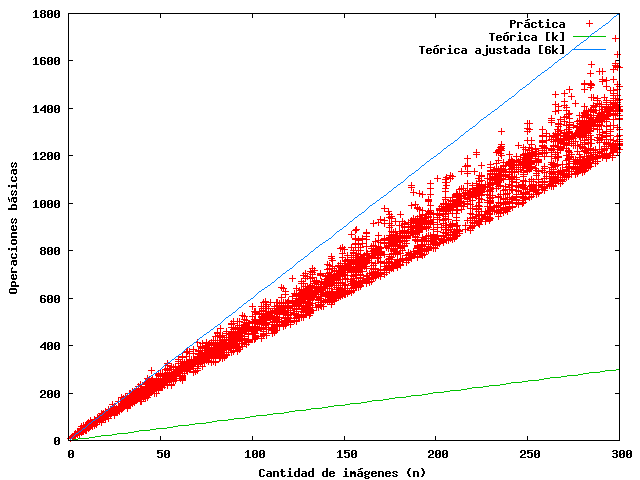 1800
1600
1400
1200
1000
800
600
400
200
0
Operaciones básicas
Práctica
Teórica [k]
Teórica ajustada [6k]
0 50 100 150 200 250 300
Cantidad de imágenes (n)